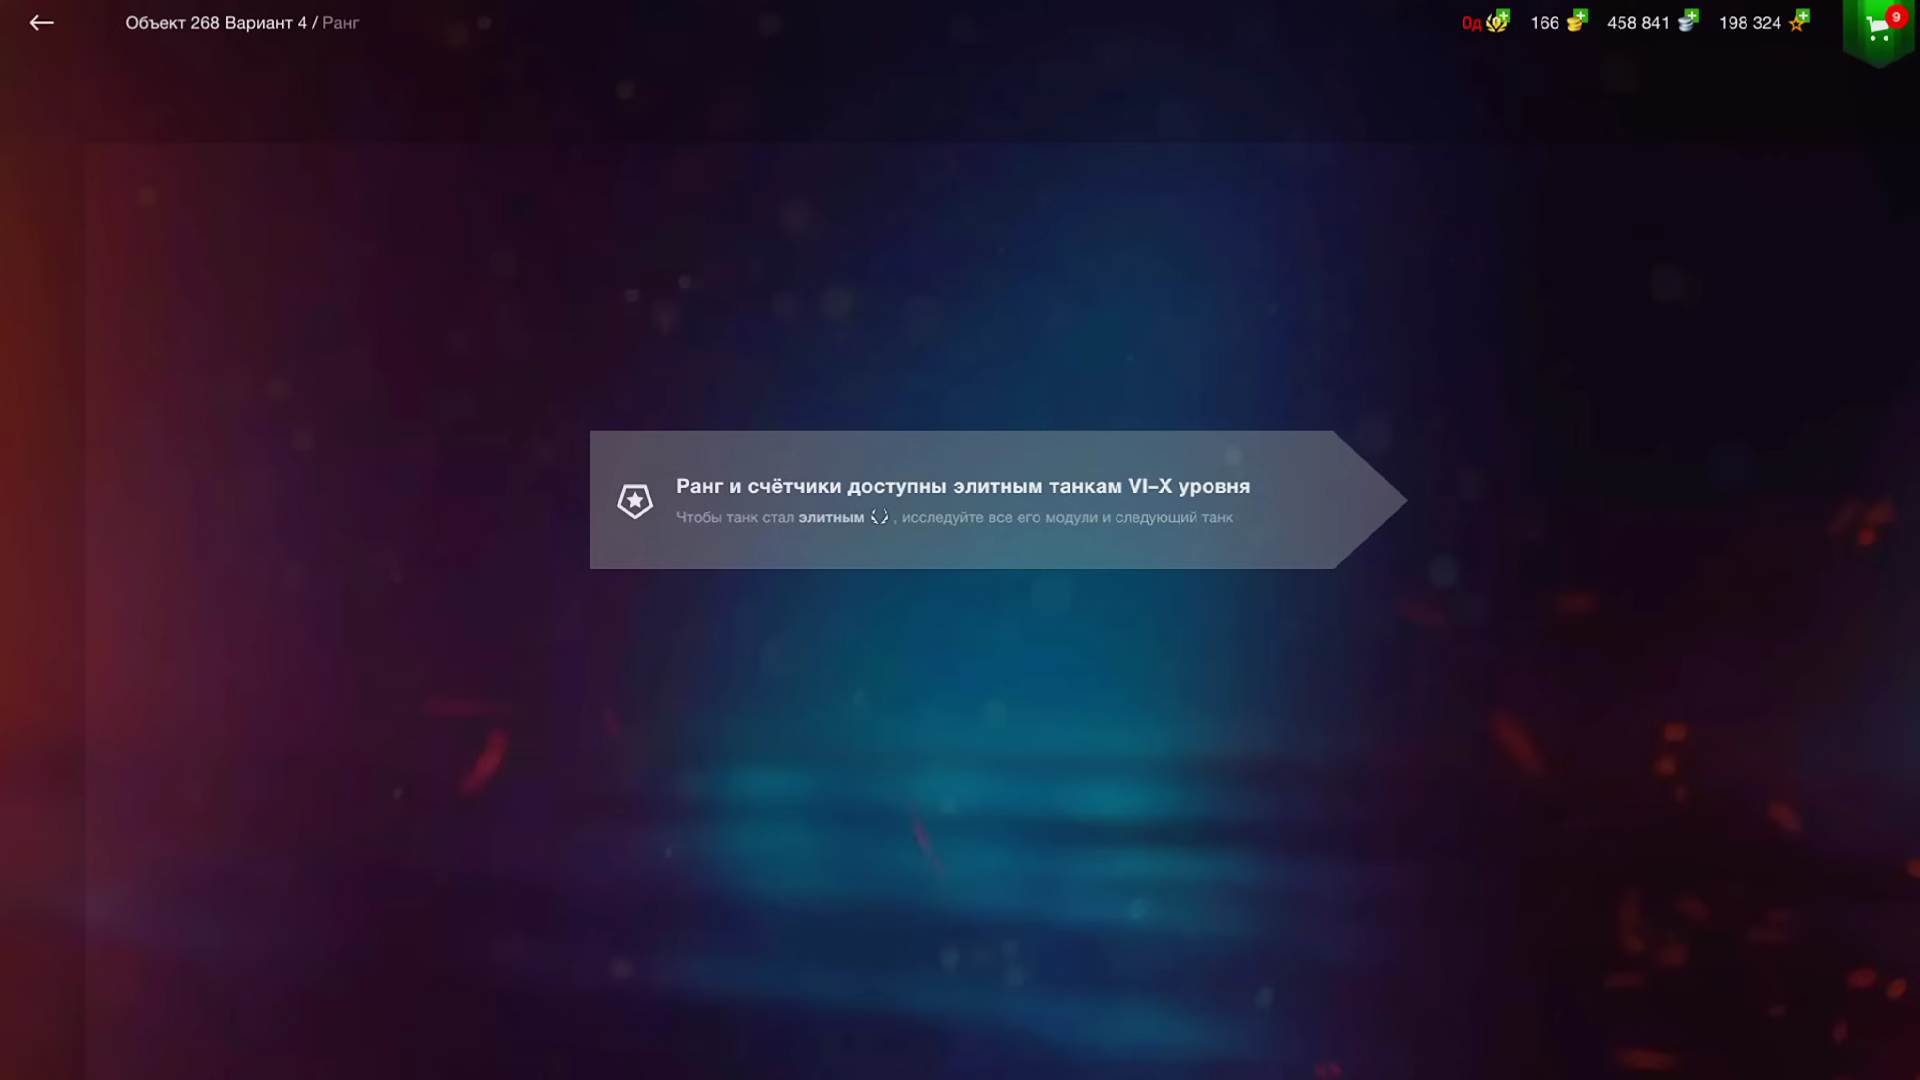 Объект 268 Вариант 4 / Ранг
0д 166 458 841 198 324 9
Ранг и счётчики доступны элитным танкам VI–X уровня
Чтобы танк стал элитным , исследуйте все его модули и следующий танк